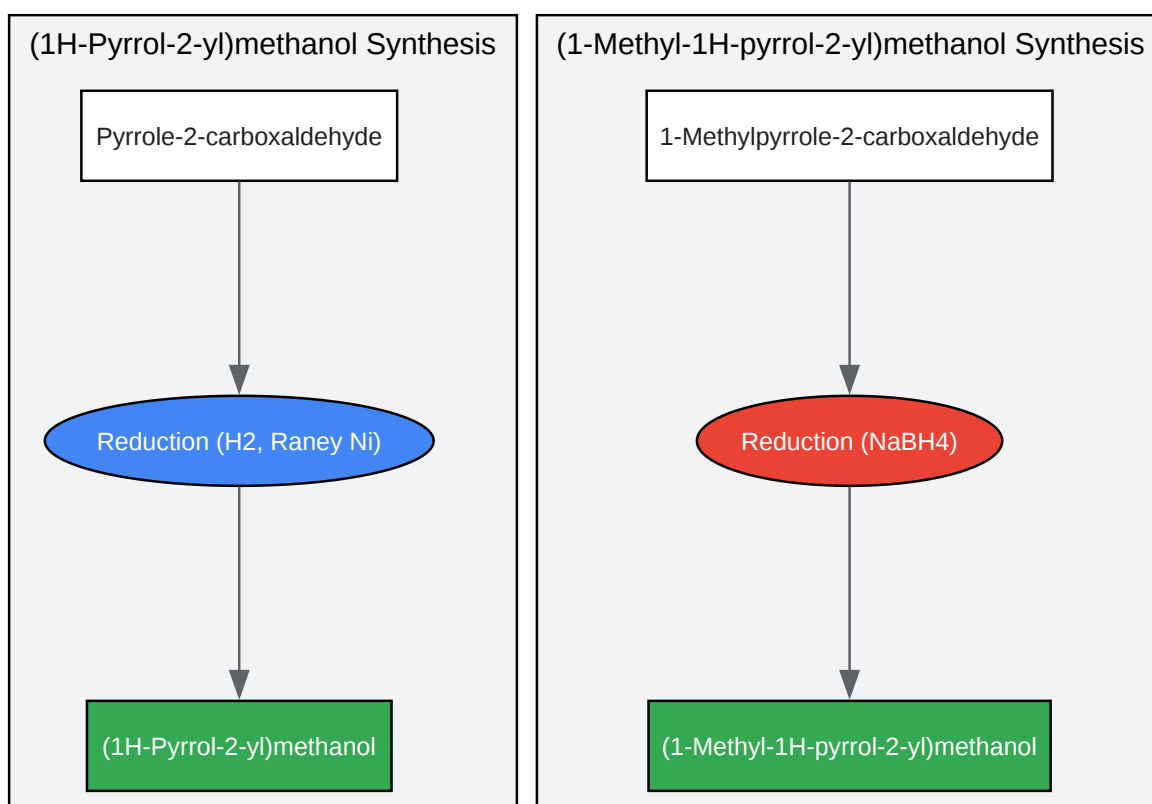 (1H-Pyrrol-2-yl)methanol Synthesis
Pyrrole-2-carboxaldehyde
Reduction (H2, Raney Ni)
(1H-Pyrrol-2-yl)methanol
(1-Methyl-1H-pyrrol-2-yl)methanol Synthesis
1-Methylpyrrole-2-carboxaldehyde
Reduction (NaBH4)
(1-Methyl-1H-pyrrol-2-yl)methanol